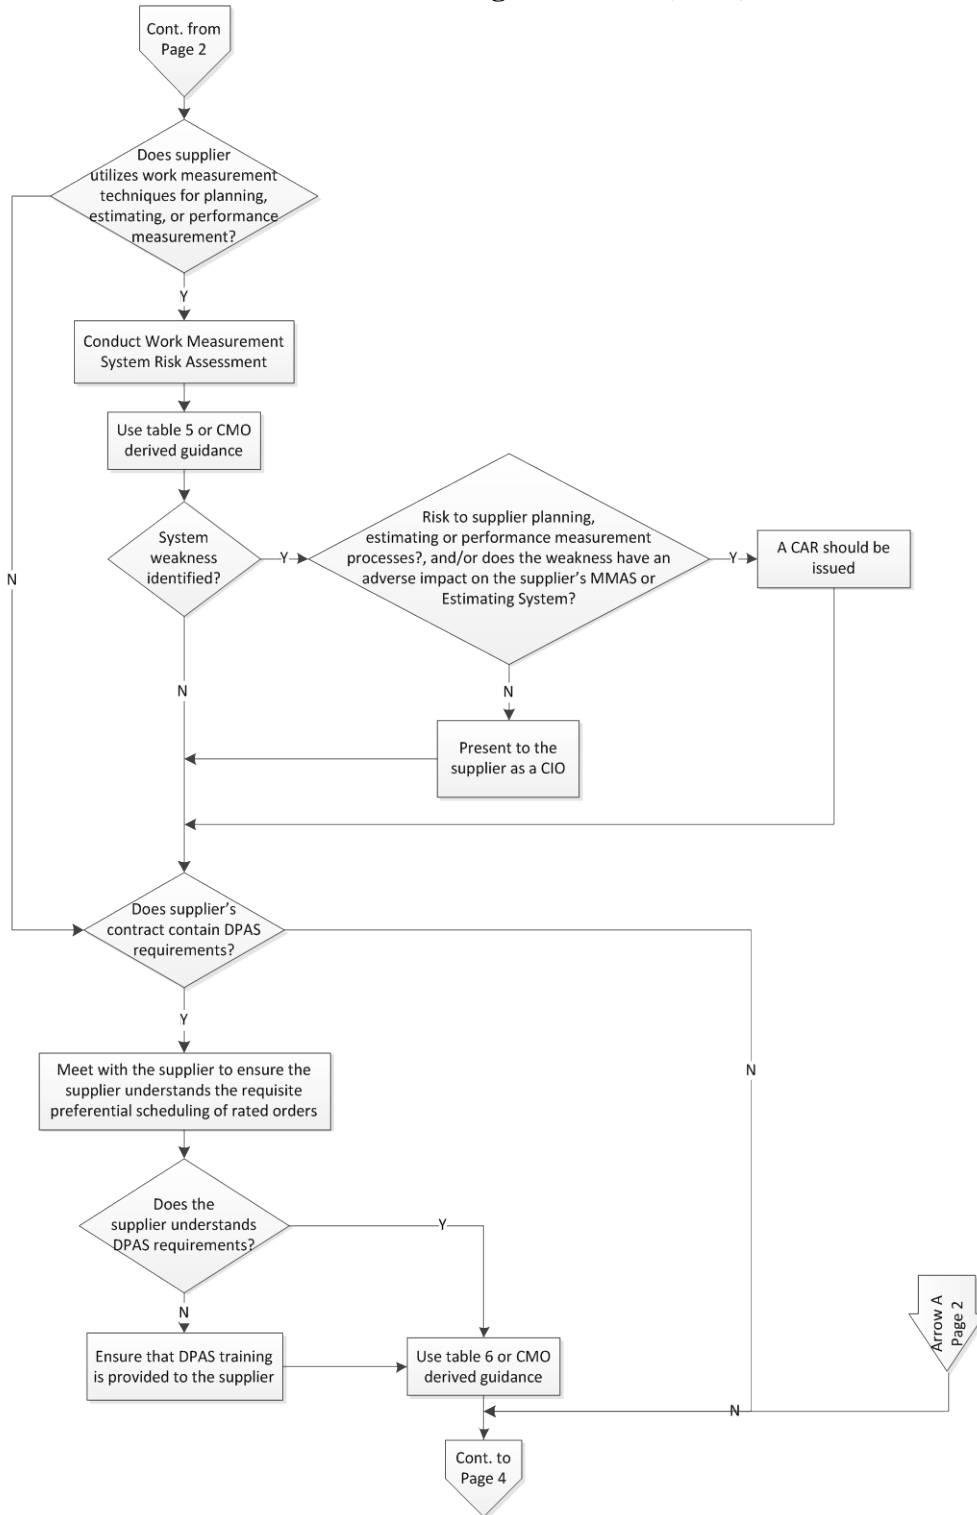 Cont. from
Page 2
Does supplier
utilizes work measurement
techniques for planning,
estimating, or performance
measurement?
Y
Conduct Work Measurement
System Risk Assessment
Use table 5 or CMO
derived guidance
System
weakness
identified?
Y
Risk to supplier planning,
estimating or performance measurement
processes?, and/or does the weakness have an
adverse impact on the supplier’s MMAS or
Estimating System?
Y
A CAR should be
issued
N
N
N
Present to the
supplier as a CIO
Does supplier’s
contract contain DPAS
requirements?
Y
N
Meet with the supplier to ensure the
supplier understands the requisite
preferential scheduling of rated orders
Does the
supplier understands
DPAS requirements?
Y
N
Ensure that DPAS training
is provided to the supplier
Use table 6 or CMO
derived guidance
Arrow A
Page 2
N
Cont. to
Page 4